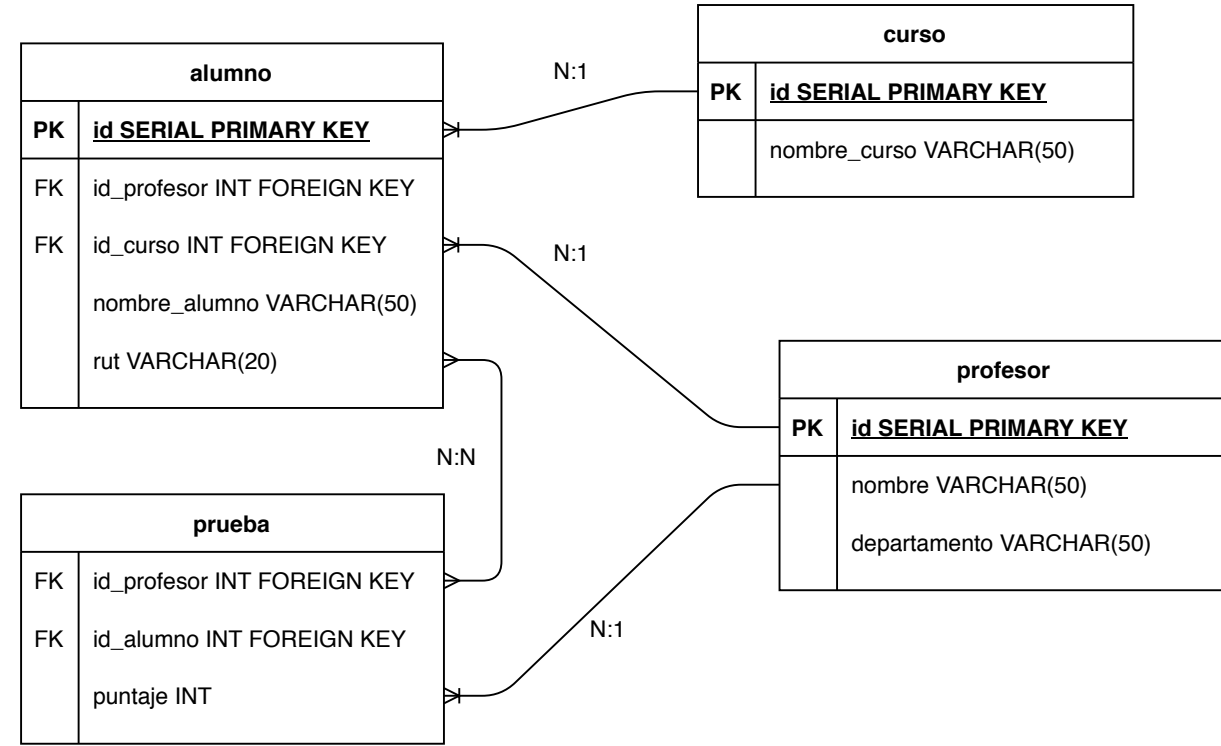 alumno
PK id SERIAL PRIMARY KEY
FK id_profesor INT FOREIGN KEY
FK id_curso INT FOREIGN KEY
nombre_alumno VARCHAR(50)
rut VARCHAR(20)
N:1
curso
PK id SERIAL PRIMARY KEY
nombre_curso VARCHAR(50)
N:1
profesor
PK id SERIAL PRIMARY KEY
nombre VARCHAR(50)
departamento VARCHAR(50)
N:N
prueba
FK id_profesor INT FOREIGN KEY
FK id_alumno INT FOREIGN KEY
puntaje INT
N:1